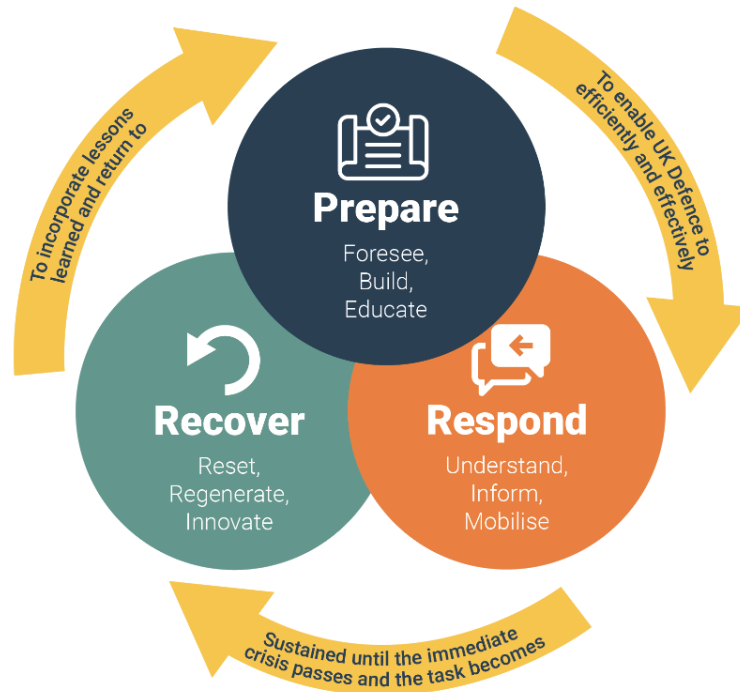 Prepare
Foresee,
Build,
Educate
To enable UK Defence to
efficiently and effectively
Respond
Understand,
Inform,
Mobilise
Sustained until the immediate
crisis passes and the task becomes
Recover
Reset,
Regenerate,
Innovate
To incorporate lessons
learned and return to